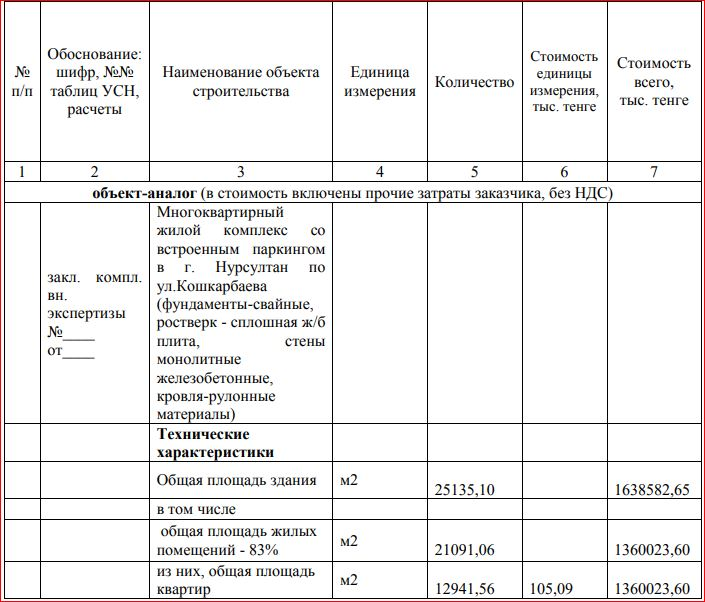 №
п/п
Обоснование:
шифр, №№
таблиц УСН,
расчеты
Наименование объекта
строительства
Единица
измерения
Количество
Стоимость
единицы
измерения,
тыс. тенге
Стоимость
всего,
тыс. тенге
1 2 3 4 5 6 7
объект-аналог (в стоимость включены прочие затраты заказчика, без НДС)
закл. компл.
вн.
экспертизы
№____
от____
Многоквартирный
жилой комплекс со
встроенным паркингом
в г. Нурсултан по
ул.Кошкарбаева
(фундаменты-свайные,
ростверк - сплошная ж/б
плита, стены
монолитные
железобетонные,
кровля-рулонные
материалы)
Технические
характеристики
Общая площадь здания м2 25135,10 1638582,65
в том числе
общая площадь жилых
помещений - 83% м2 21091,06 1360023,60
из них, общая площадь
квартир м2 12941,56 105,09 1360023,60